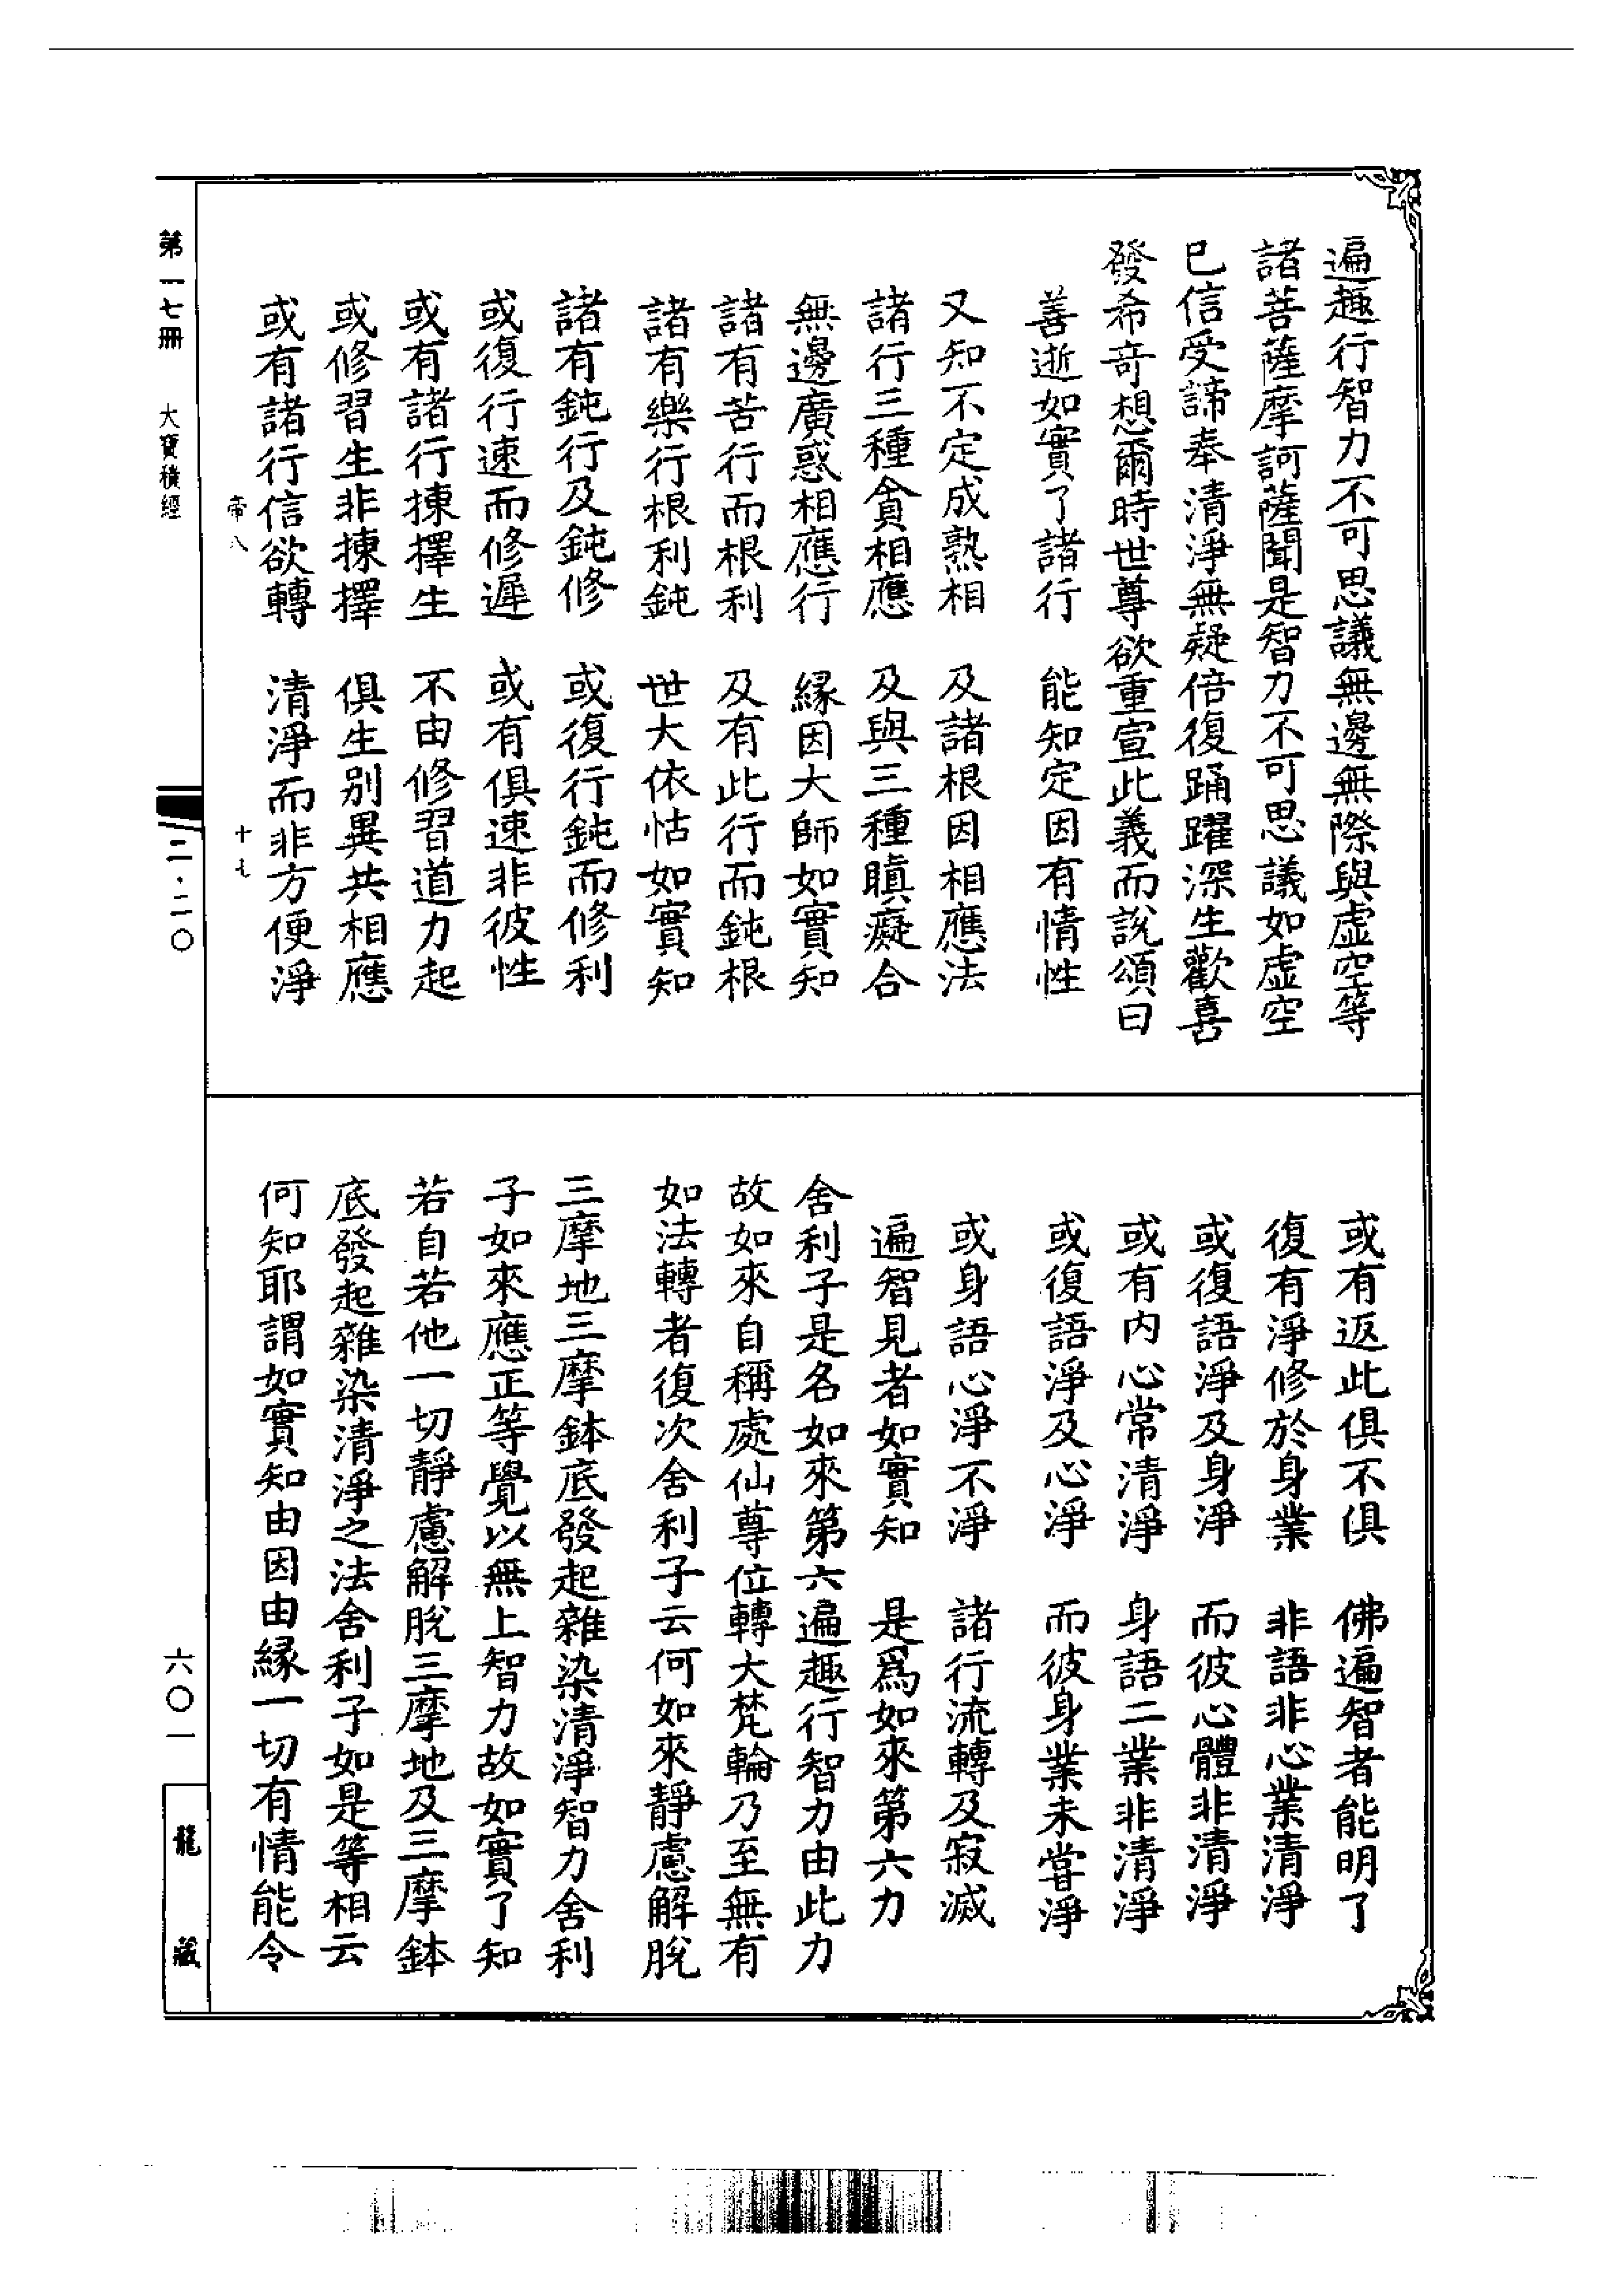 遍趣行智力不可思議無邊無際與虛空等
諸菩薩摩訶薩聞是智力不可思議如虛空
已信受諦奉清淨無疑倍復踊躍深生歡喜
發希奇想爾時世尊欲重宣此義而說頌曰
善逝如實了諸行　能知定因有情性
又知不定成熟相　及諸根因相應法
諸行三種貪相應　及與三種瞋癡合
無邊廣惑相應行　緣因大師如實知
諸有苦行而根利　及有此行而鈍根
諸有樂行根利鈍　世大依怙如實知
諸有鈍行及鈍修　或復行鈍而修利
或復行速而修遲　或有俱速非彼性
或有諸行揀擇生　不由修習道力起
或修習生非揀擇　俱生別異共相應
或有諸行信欲轉　清淨而非方便淨
帝八　十七
或有返此俱不俱　佛遍智者能明了
復有淨修於身業　非語非心業清淨
或復語淨及身淨　而彼心體非清淨
或有內心常清淨　身語二業非清淨
或復語淨及心淨　而彼身業未甞淨
或身語心淨不淨　諸行流轉及寂滅
遍智見者如實知　是爲如來第六力
舍利子是名如來第六遍趣行智力由此力
故如來自稱處仙尊位轉大梵輪乃至無有
如法轉者復次舍利子云何如來靜慮解脫
三摩地三摩鉢底發起雜染清淨智力舍利
子如來應正等覺以無上智力故如實了知
若自若他一切靜慮解脫三摩地及三摩鉢
底發起雜染清淨之法舍利子如是等相云
何知耶謂如實知由因由緣一切有情能令
第一七冊　大寶積經　二·二〇　六〇一　龍藏